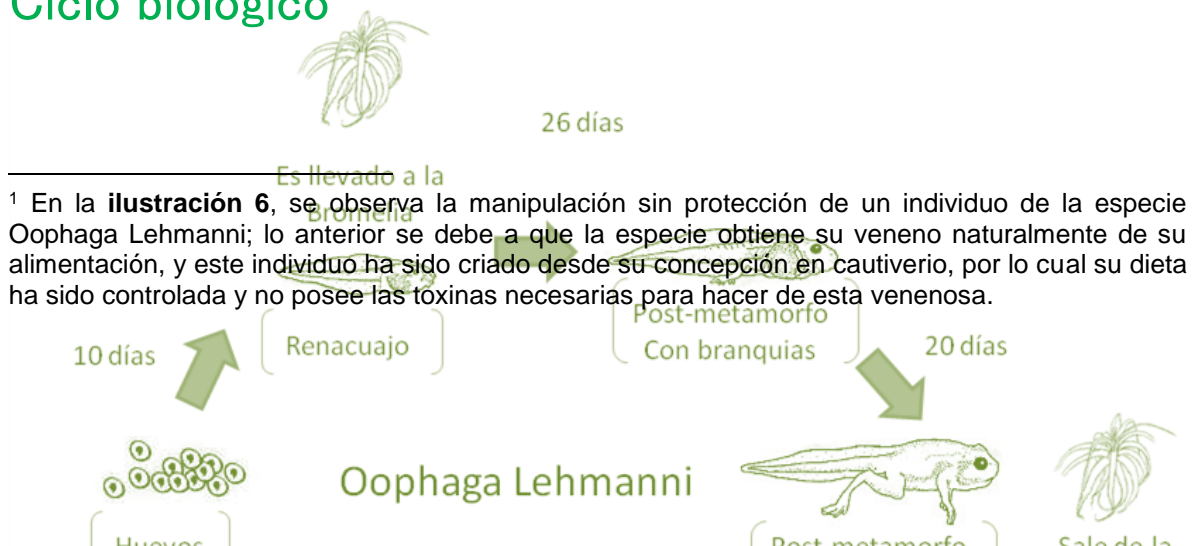 Ciclo biológico
26 días
Es llevado a la
Bromelia
1 En la ilustración 6, se observa la manipulación sin protección de un individuo de la especie
Oophaga Lehmanni; lo anterior se debe a que la especie obtiene su veneno naturalmente de su
alimentación, y este individuo ha sido criado desde su concepción en cautiverio, por lo cual su dieta
ha sido controlada y no posee las toxinas necesarias para hacer de esta venenosa.
Post-metamorfo
10 días
Renacuajo
Con branquias
20 días
Oophaga Lehmanni
Huevos
Post-metamorfo
Sale de la